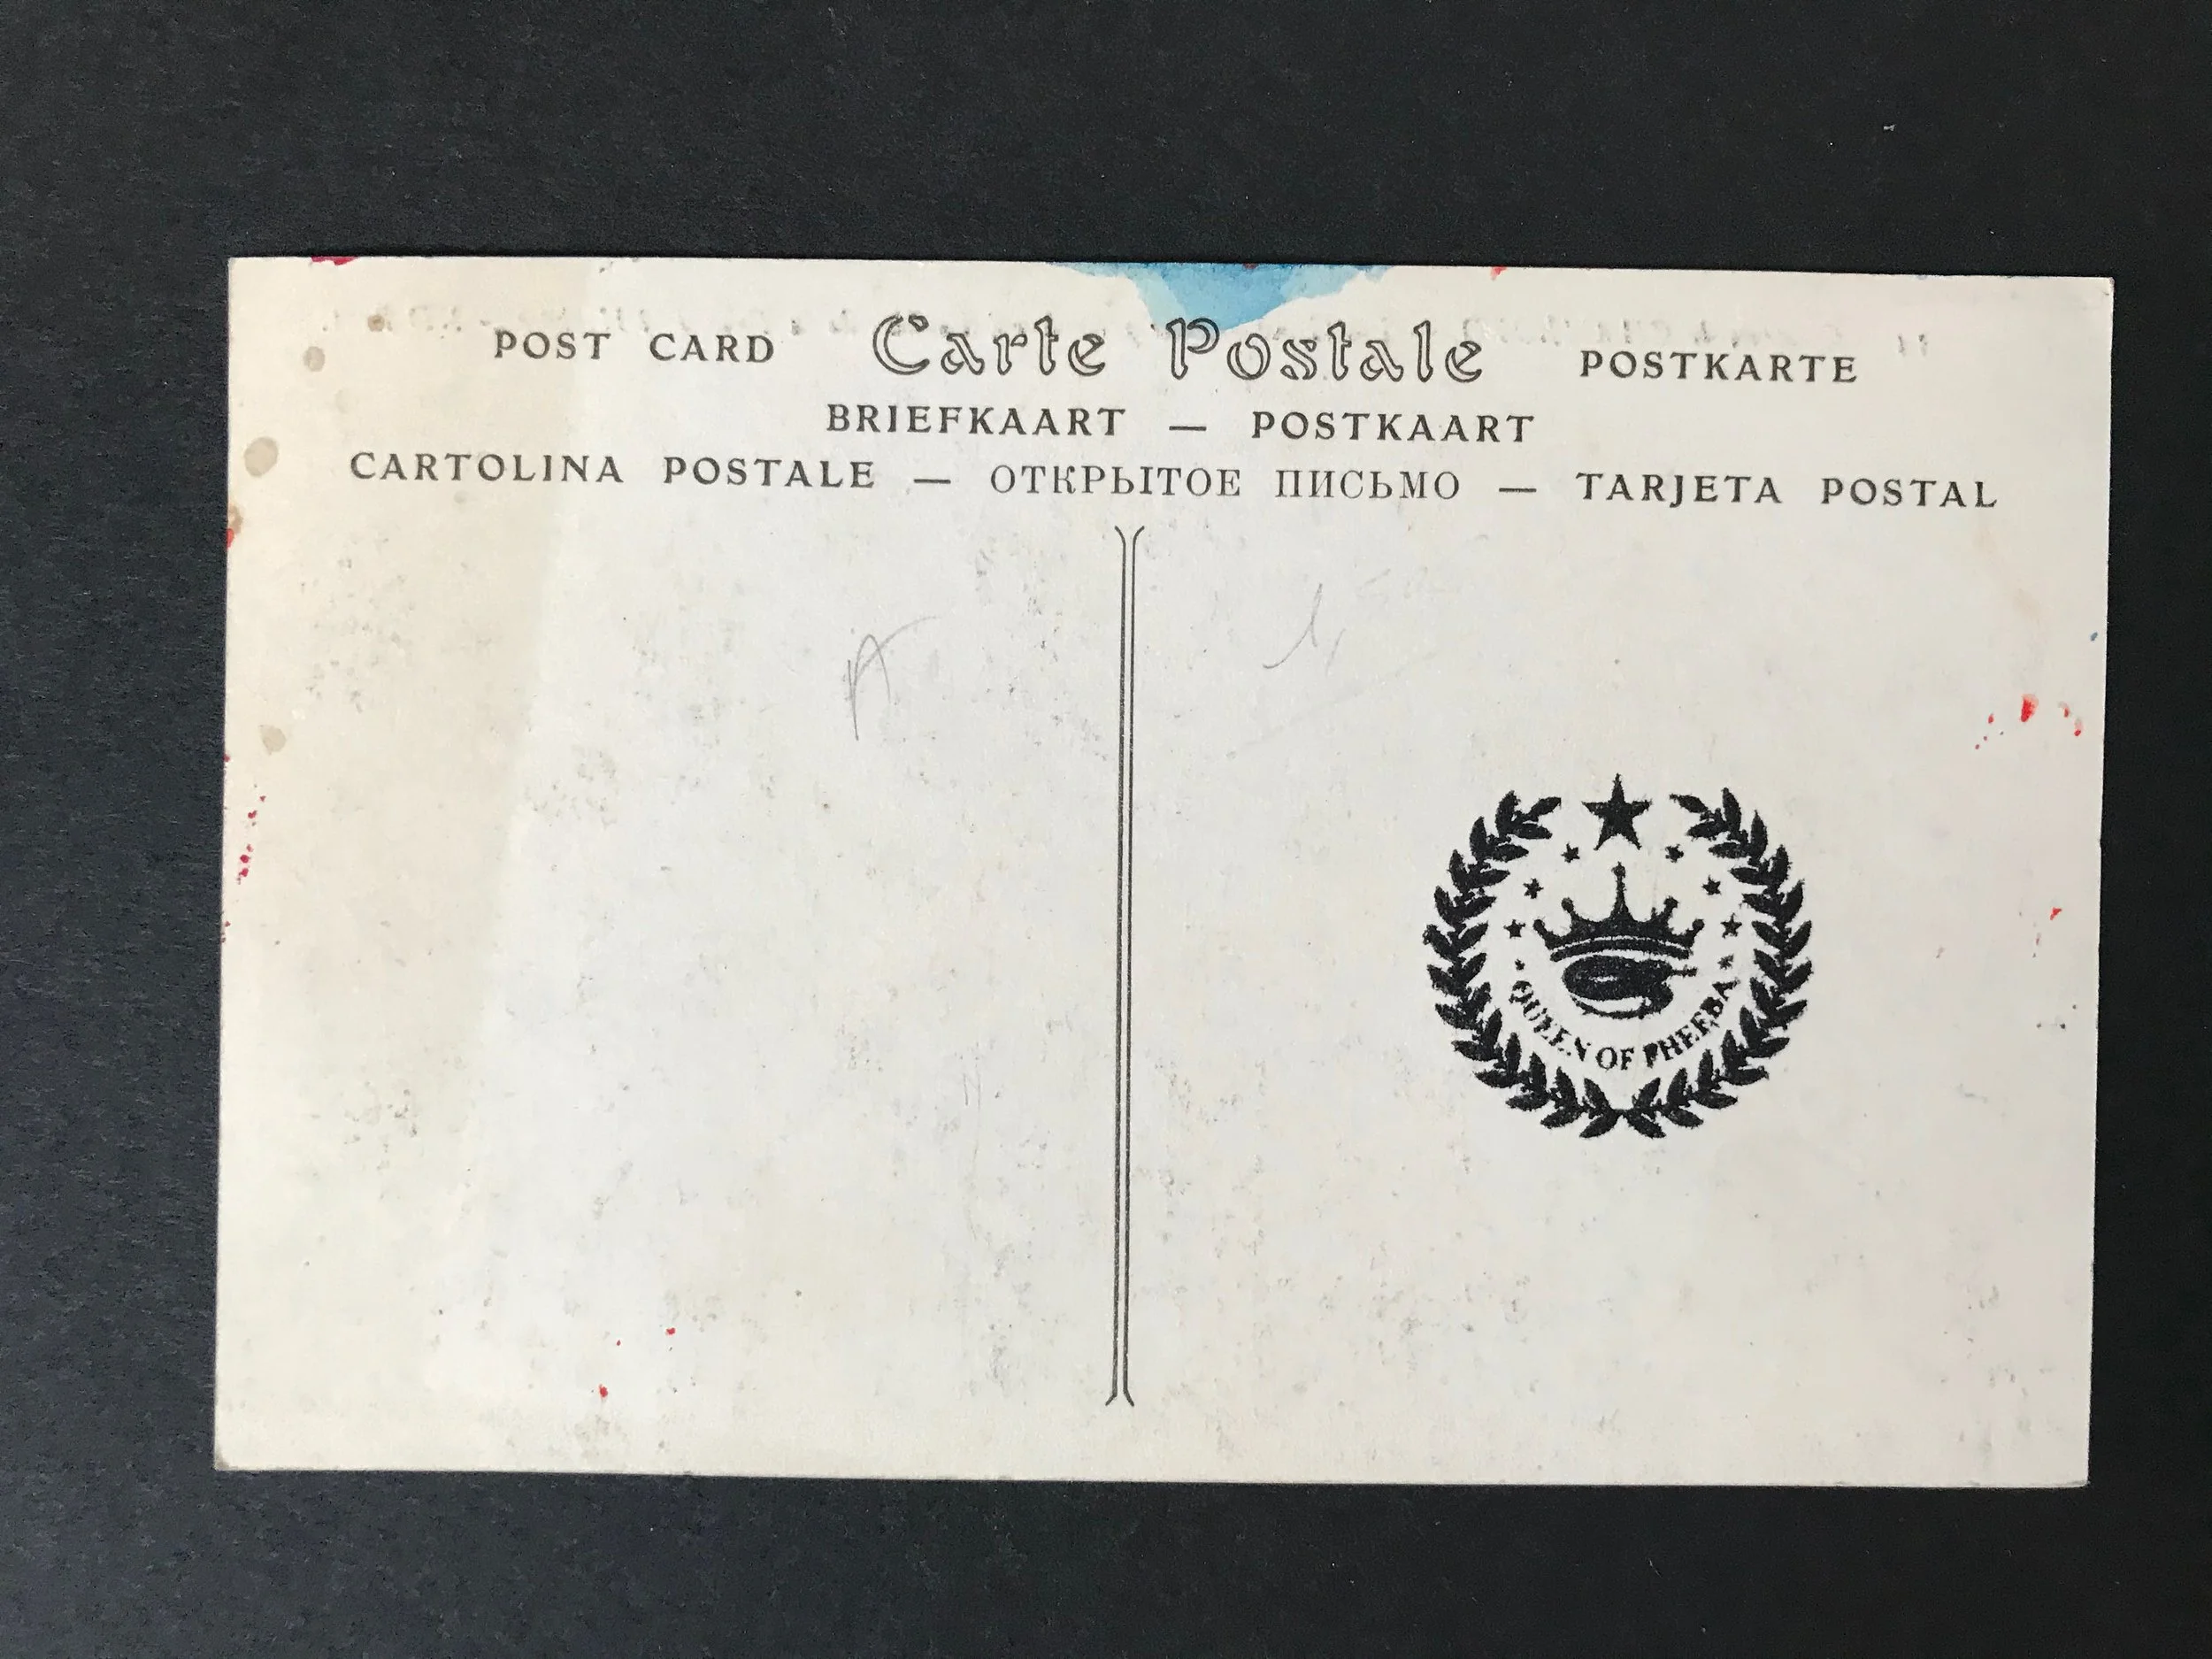 POST CARD Carte Postale POSTKARTE
BRIEFKAART — POSTKAART
CARTOLINA POSTALE — ОТКРЫТОЕ ПИСЬМО — TARJETA POSTAL
QUEEN OF PHEEBA